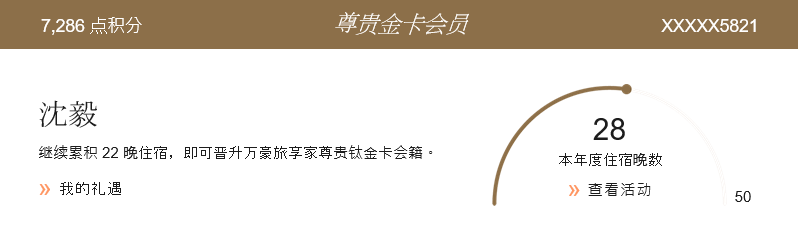 7,286 点积分
尊贵金卡会员
XXXXX5821
沈毅
继续累积 22 晚住宿，即可晋升万豪旅享家尊贵钛金卡会籍。
» 我的礼遇
28
本年度住宿晚数
» 查看活动
50